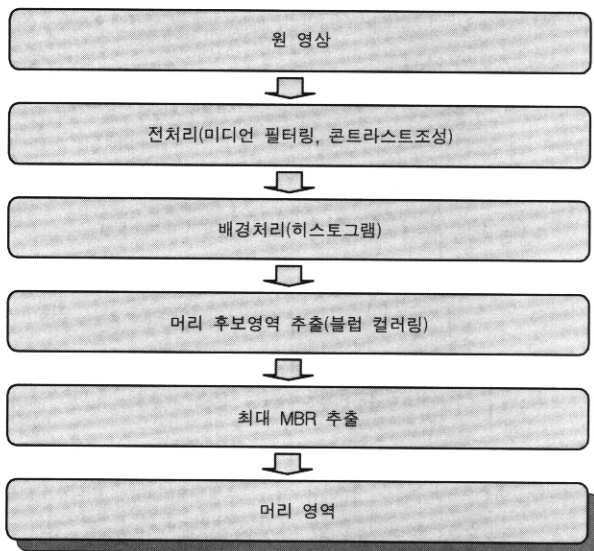 원 영상
전처리(미디언 필터링, 콘트라스트조성)
배경처리(히스토그램)
머리 후보영역 추출(블럽 컬러링)
최대 MBR 추출
머리 영역